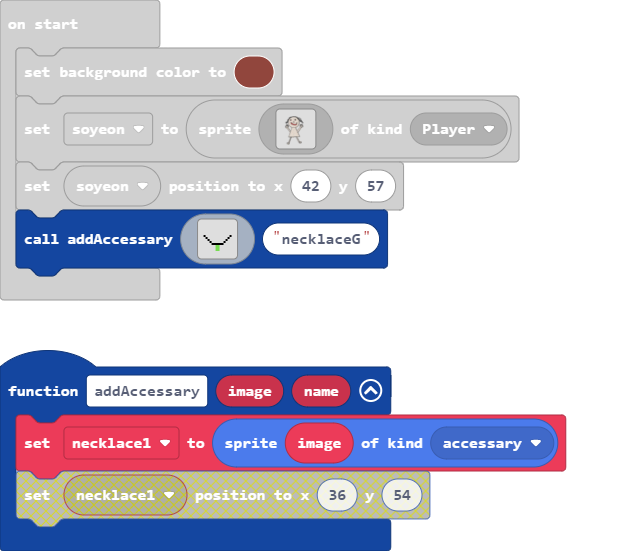 on start
set background color to
set soyeon to sprite of kind Player
set soyeon position to x 42 y 57
call addAccessary "necklaceG"
function addAccessary image name
set necklace1 to sprite image of kind accessary
set necklace1 position to x 36 y 54